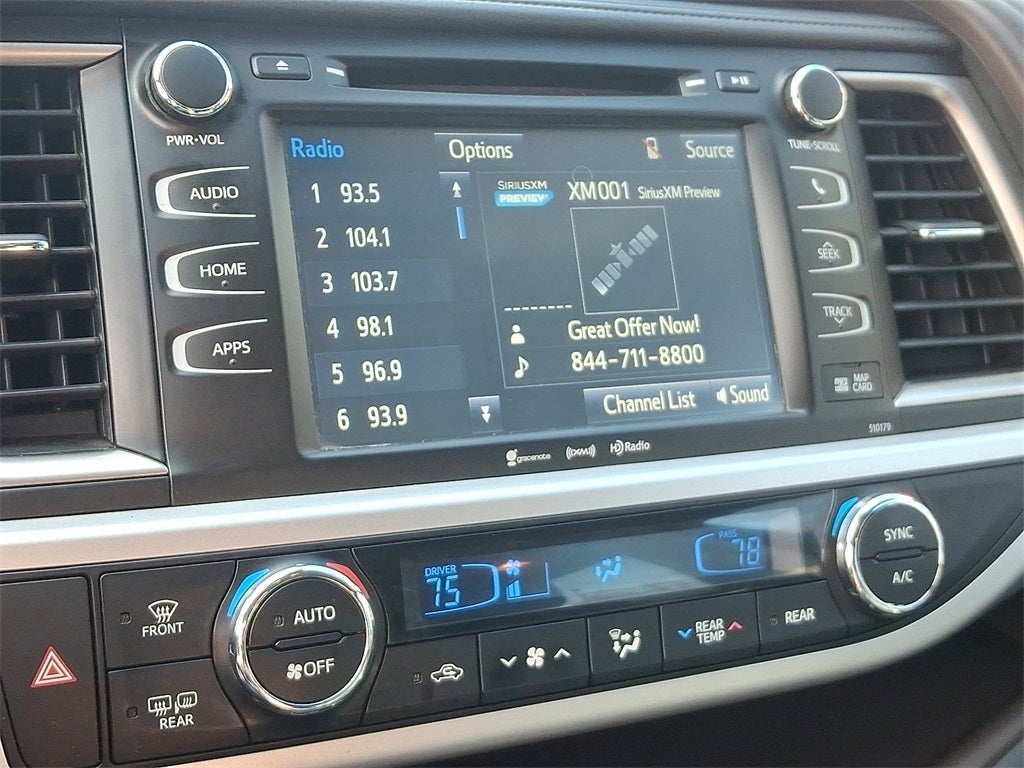 PWR•VOL
AUDIO
HOME
APPS
Radio
Options
Source
1 93.5
2 104.1
3 103.7
4 98.1
5 96.9
6 93.9
SIRIUSXM
PREVIEW
XM001 SiriusXM Preview
Great Offer Now!
844-711-8800
Channel List
Sound
TUNE•SCROLL
SEEK
TRACK
MAP
CARD
510179
gracenote
HD Radio
FRONT
REAR
AUTO
OFF
DRIVER
75
PASS
78
REAR
TEMP
REAR
SYNC
A/C